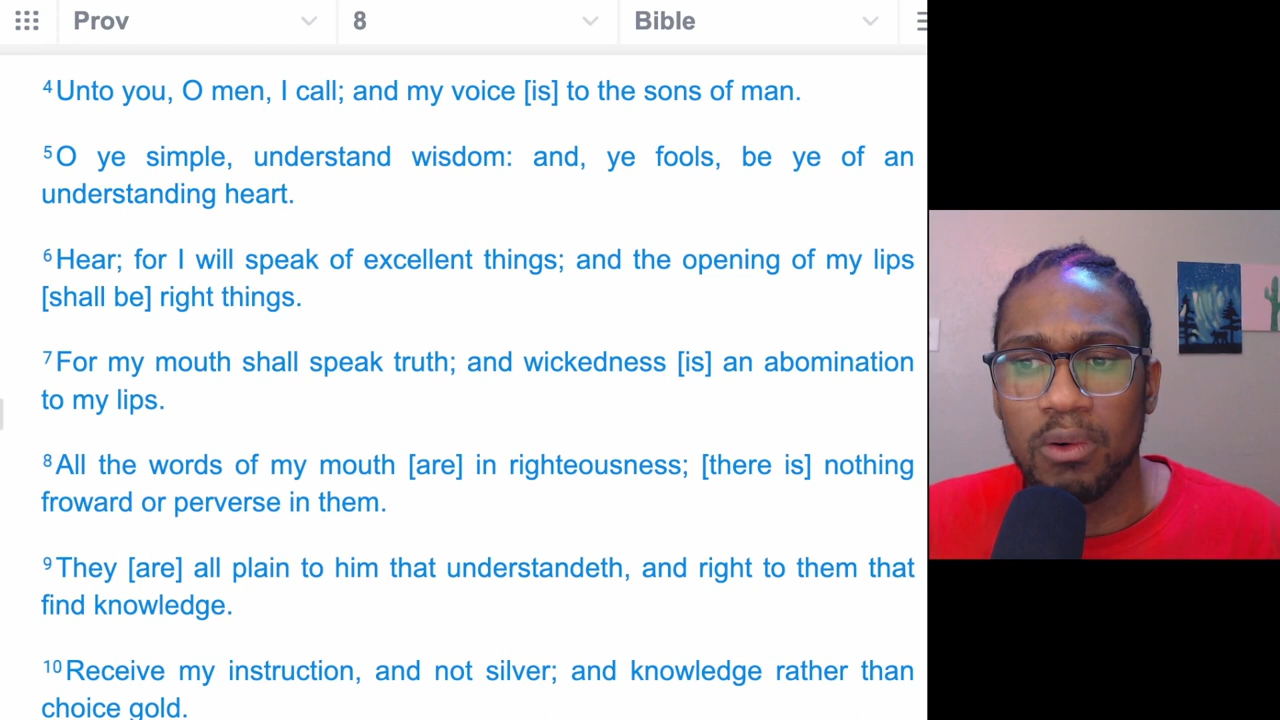 Prov 8 Bible
4 Unto you, O men, I call; and my voice [is] to the sons of man.
5 O ye simple, understand wisdom: and, ye fools, be ye of an
understanding heart.
6 Hear; for I will speak of excellent things; and the opening of my lips
[shall be] right things.
7 For my mouth shall speak truth; and wickedness [is] an abomination
to my lips.
8 All the words of my mouth [are] in righteousness; [there is] nothing
froward or perverse in them.
9 They [are] all plain to him that understandeth, and right to them that
find knowledge.
10 Receive my instruction, and not silver; and knowledge rather than
choice gold.